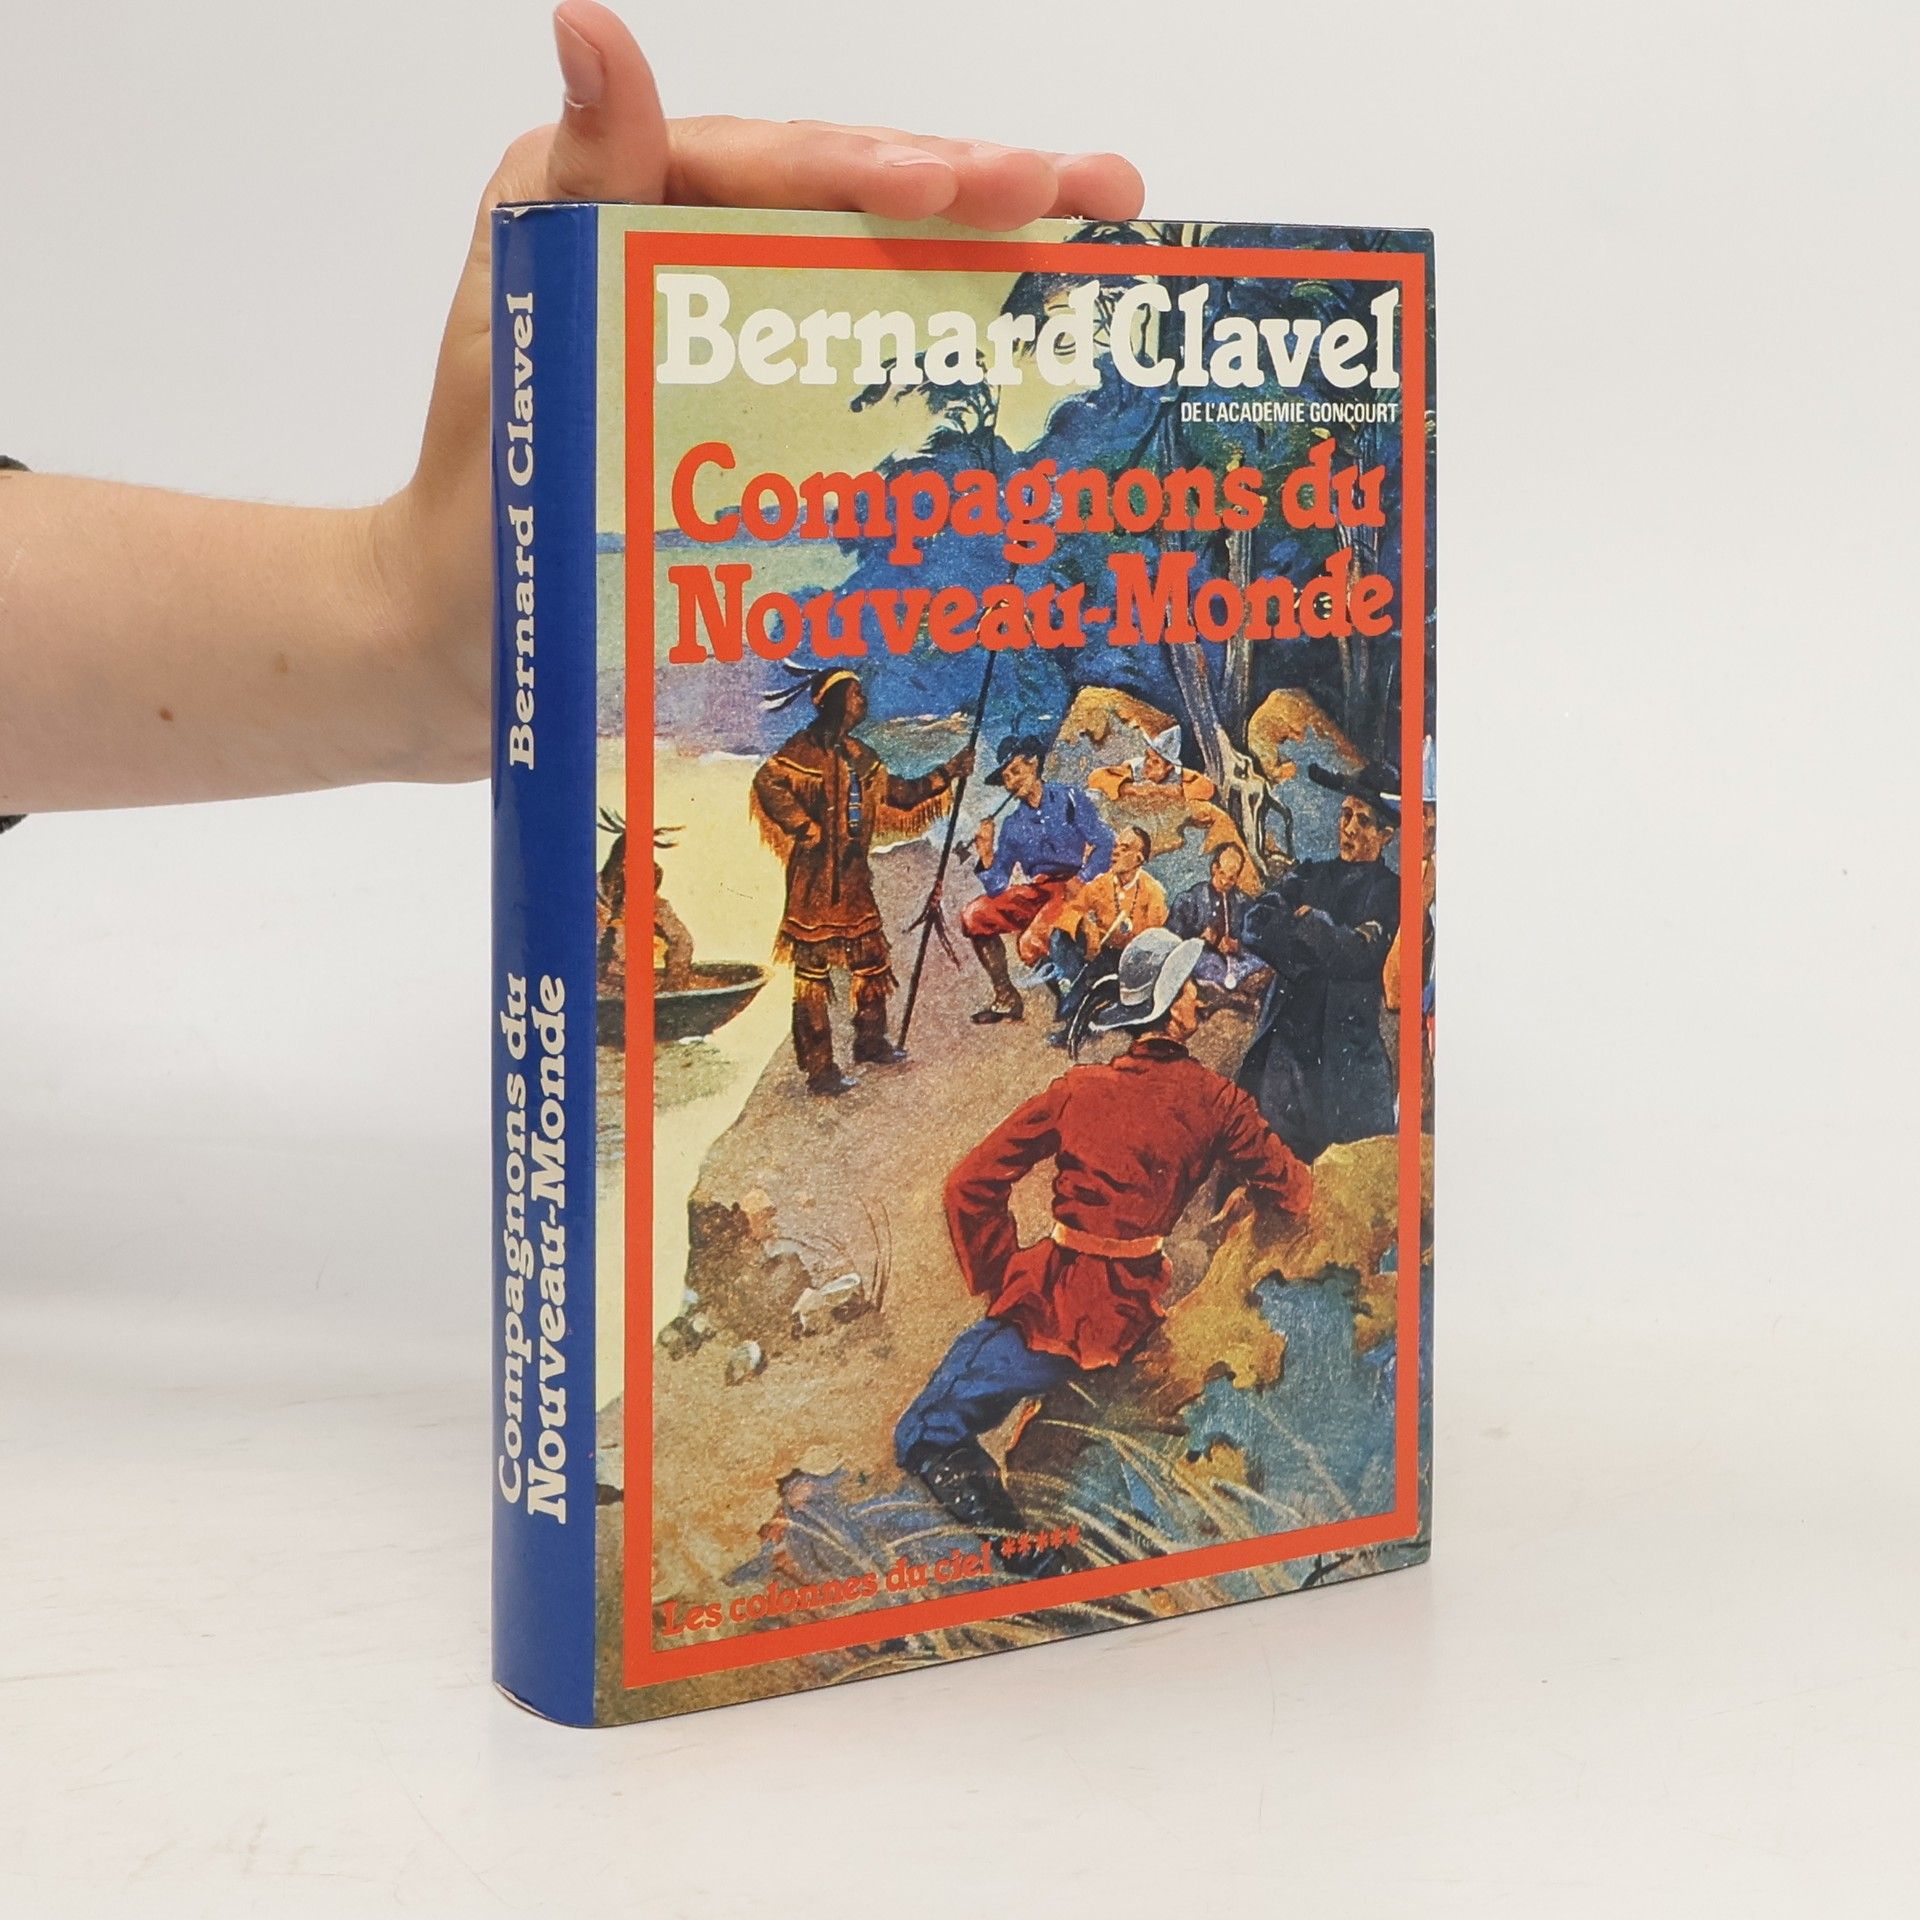 Bernard Clavel
DE L'ACADEMIE GONCOURT
Compagnons du
Nouveau-Monde
Les colonnes du ciel *****
Bernard Clavel
Compagnons du
Nouveau-Monde